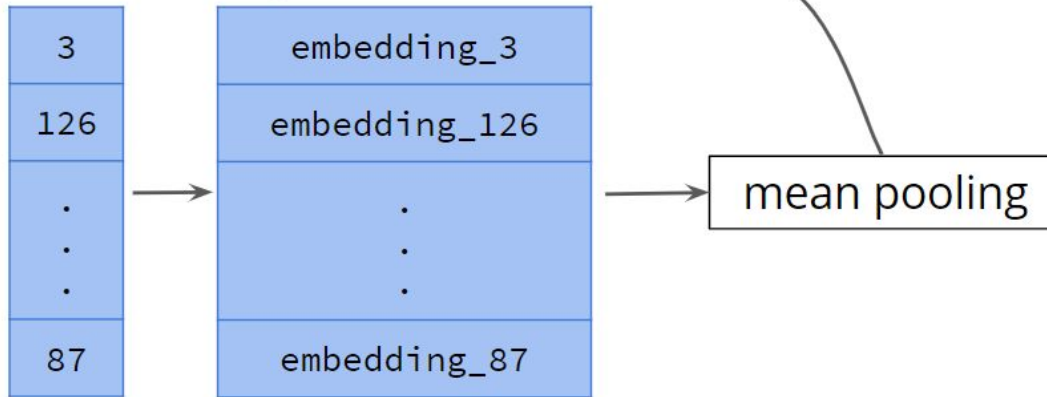 3 embedding_3
126 embedding_126
. .
. .
. .
87 embedding_87
mean pooling